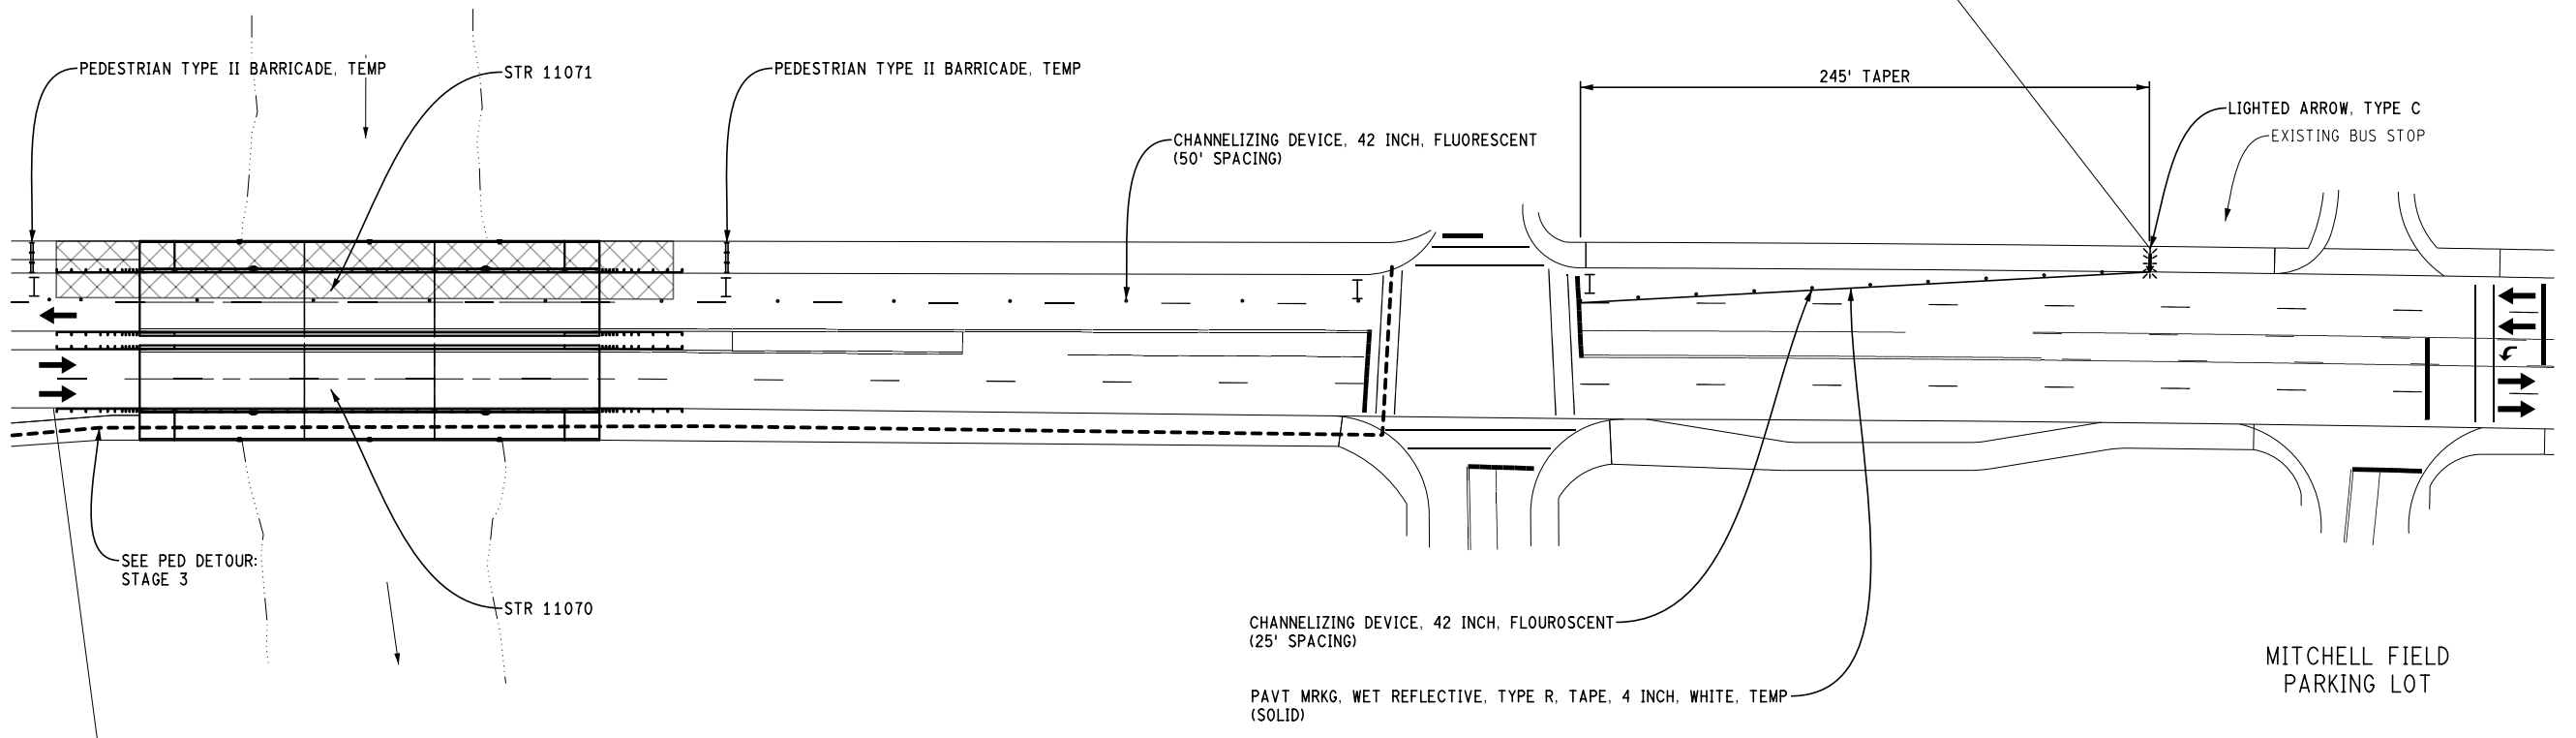 PEDESTRIAN TYPE II BARRICADE, TEMP
STR 11071
PEDESTRIAN TYPE II BARRICADE, TEMP
245' TAPER
LIGHTED ARROW, TYPE C
EXISTING BUS STOP
CHANNELIZING DEVICE, 42 INCH, FLUORESCENT
(50' SPACING)
SEE PED DETOUR:
STAGE 3
STR 11070
CHANNELIZING DEVICE, 42 INCH, FLOUROSCENT
(25' SPACING)
PAVT MRKG, WET REFLECTIVE, TYPE R, TAPE, 4 INCH, WHITE, TEMP
(SOLID)
MITCHELL FIELD
PARKING LOT